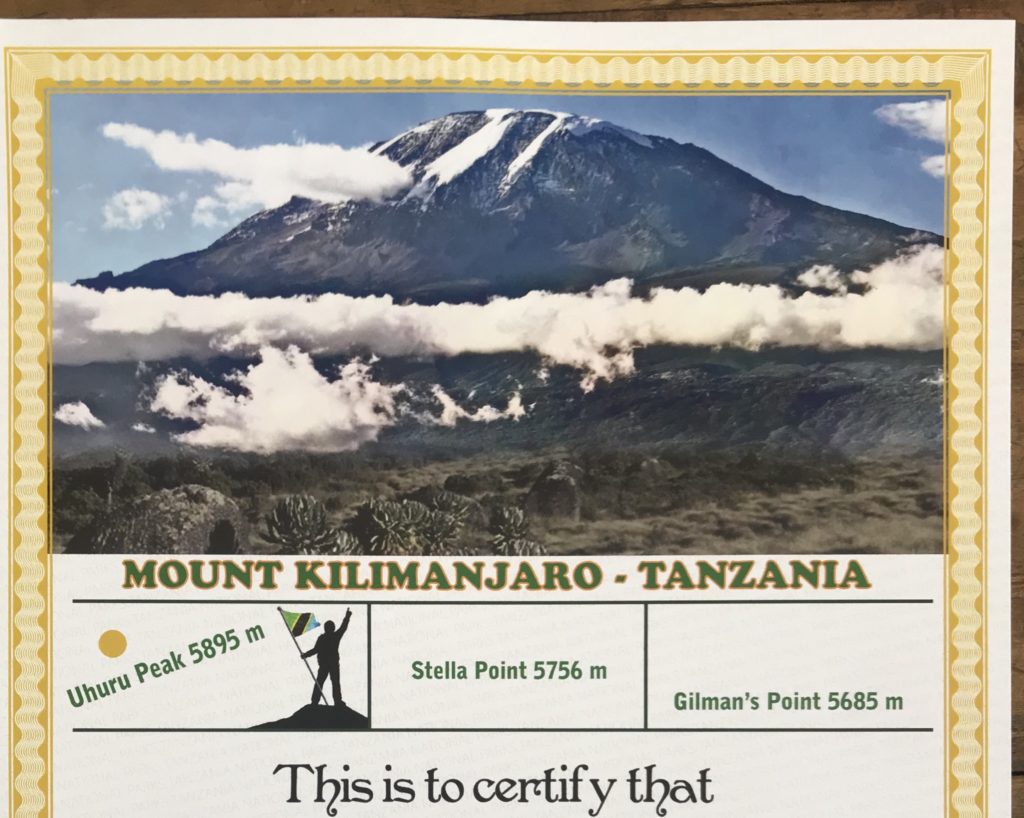 MOUNT KILIMANJARO - TANZANIA
Uhuru Peak 5895 m
Stella Point 5756 m
Gilman's Point 5685 m
This is to certify that